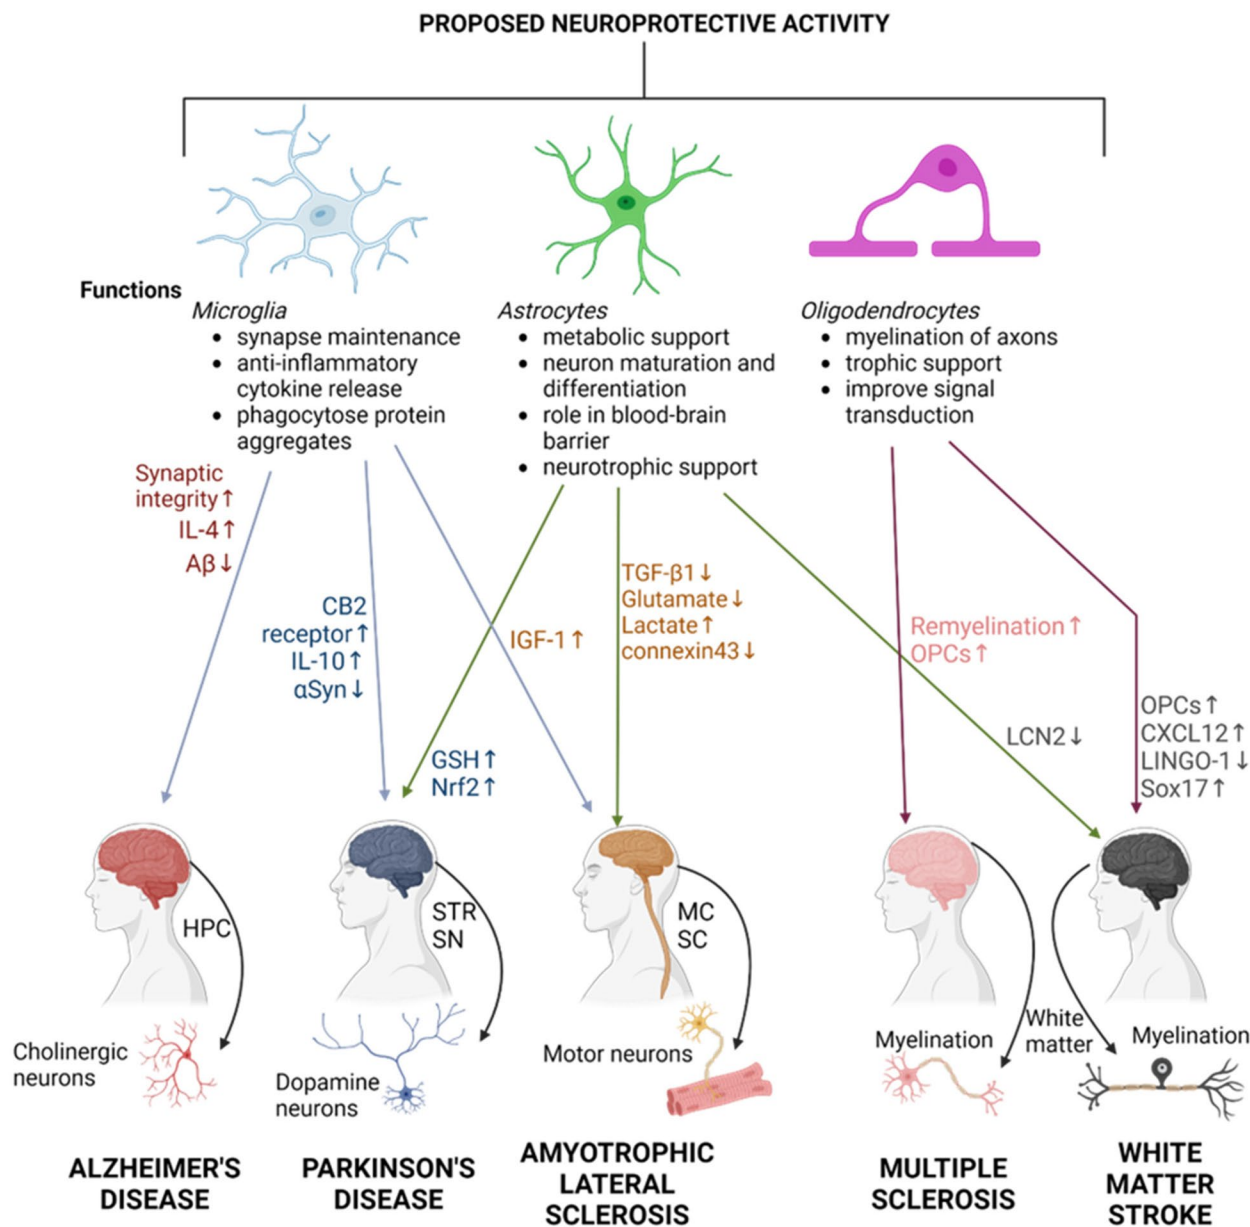 PROPOSED NEUROPROTECTIVE ACTIVITY
Functions
Microglia
• synapse maintenance
• anti-inflammatory
cytokine release
• phagocytose protein
aggregates
Astrocytes
• metabolic support
• neuron maturation and
differentiation
• role in blood-brain
barrier
• neurotrophic support
Oligodendrocytes
• myelination of axons
• trophic support
• improve signal
transduction
Synaptic
integrity↑
IL-4↑
Aβ↓
CB2
receptor↑
IL-10↑
αSyn↓
GSH↑
Nrf2↑
IGF-1↑
TGF-β1↓
Glutamate↓
Lactate↑
connexin43↓
Remyelination↑
OPCs↑
LCN2↓
OPCs↑
CXCL12↑
LINGO-1↓
Sox17↑
HPC
STR
SN
MC
SC
White
matter
Cholinergic
neurons
Dopamine
neurons
Motor neurons
Myelination
Myelination
ALZHEIMER'S
DISEASE
PARKINSON'S
DISEASE
AMYOTROPHIC
LATERAL
SCLEROSIS
MULTIPLE
SCLEROSIS
WHITE
MATTER
STROKE